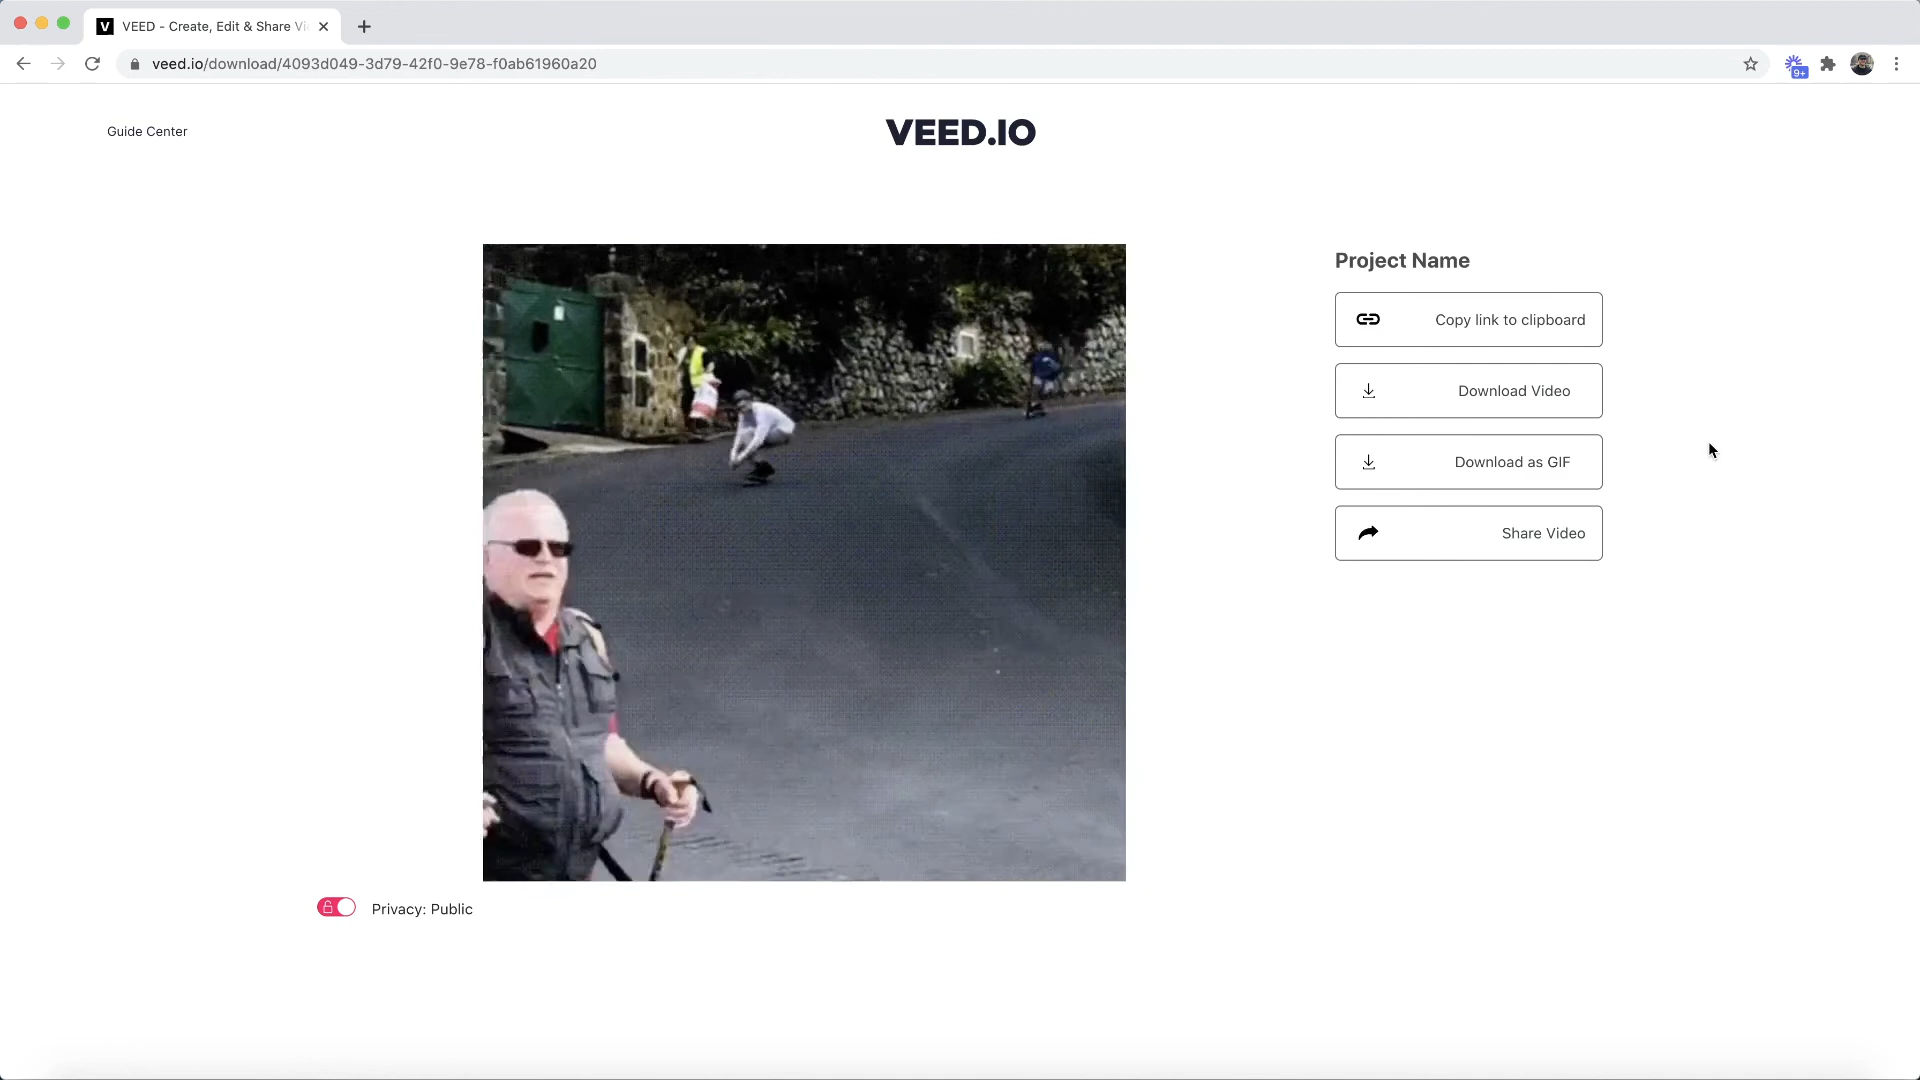 V VEED - Create, Edit & Share Vi
veed.io/download/4093d049-3d79-42f0-9e78-f0ab61960a20
9+
Guide Center
VEED.IO
Project Name
Copy link to clipboard
Download Video
Download as GIF
Share Video
Privacy: Public